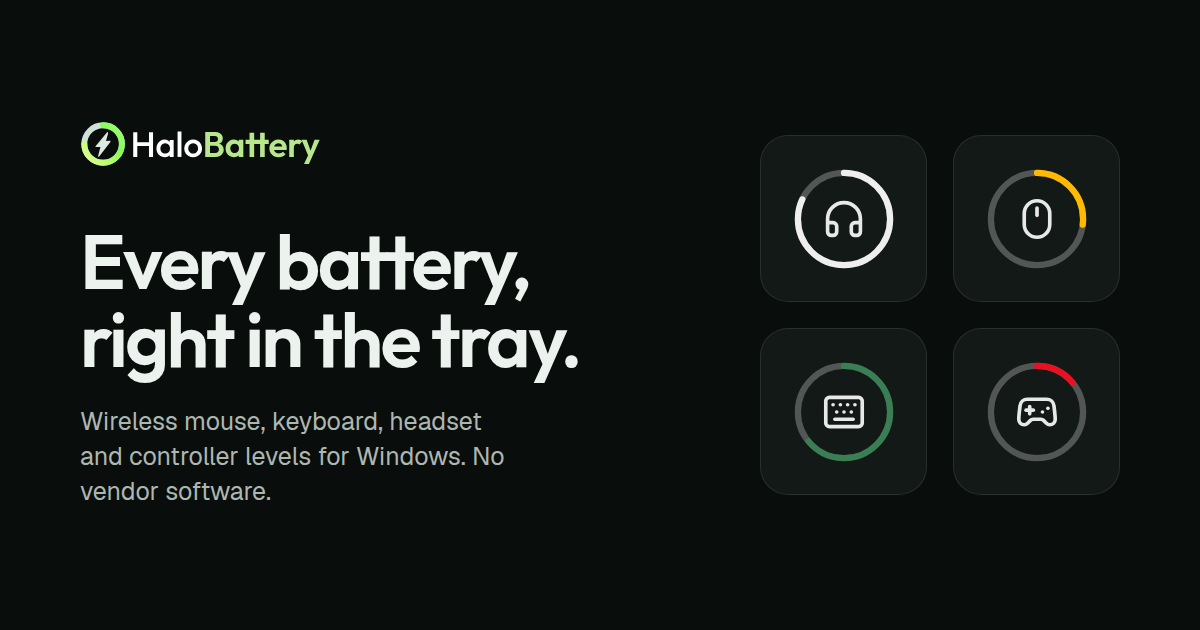 HaloBattery
Every battery,
right in the tray.
Wireless mouse, keyboard, headset
and controller levels for Windows. No
vendor software.